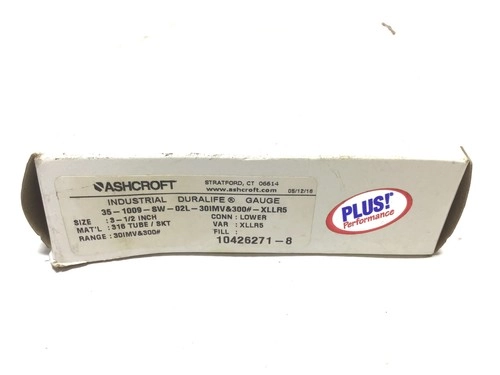 ASHCROFT
STRATFORD, CT 06614
www.ashcroft.com
05/12/16
INDUSTRIAL DURALIFE® GAUGE
35-1009-SW-02L-30IMV&300#-XLLR5
SIZE : 3-1/2 INCH CONN : LOWER
MAT'L : 316 TUBE / SKT VAR : XLLR5
RANGE : 30IMV&300# FILL :
10426271-8
PLUS!™
Performance